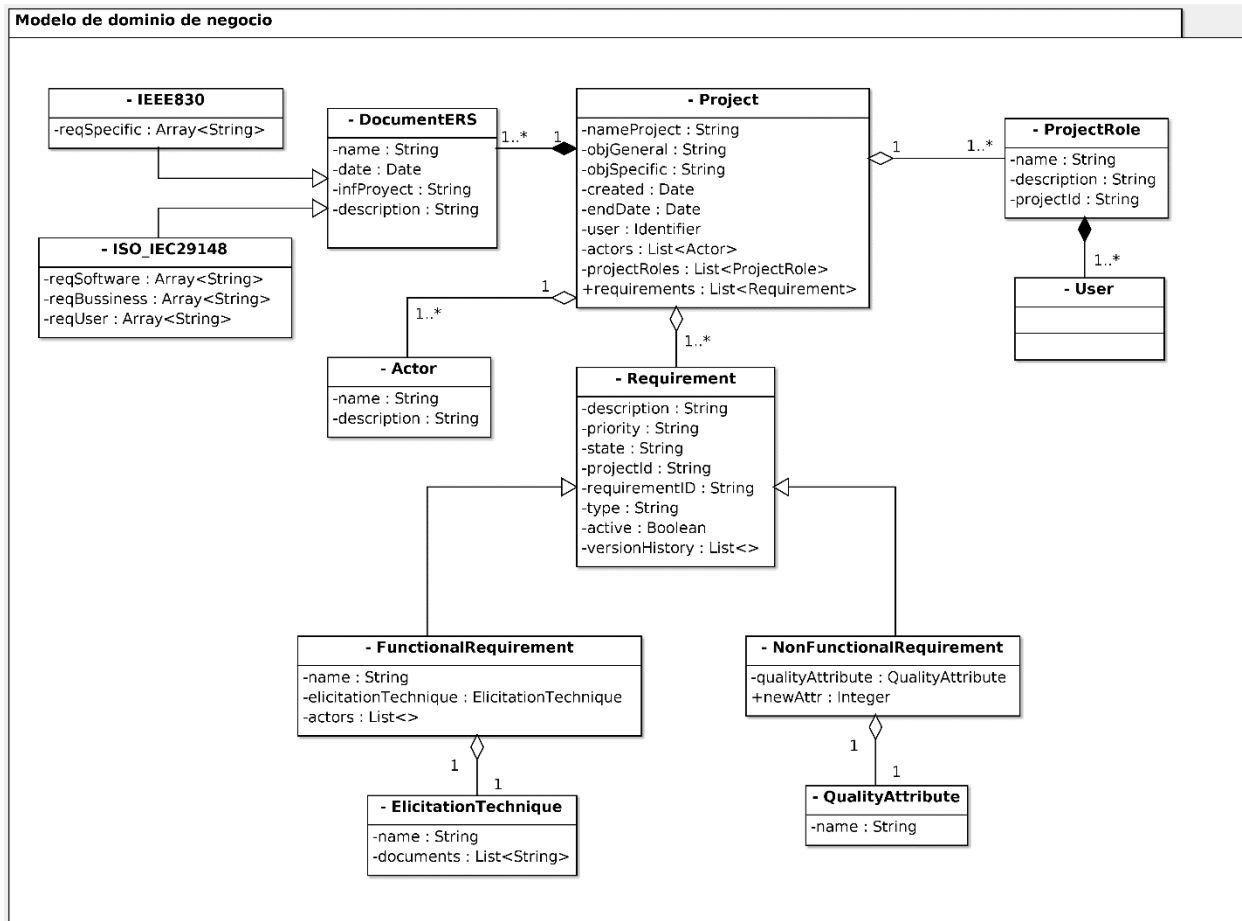 Modelo de dominio de negocio
- IEEE830
-reqSpecific : Array<String>
- DocumentERS
-name : String
-date : Date
-infProyect : String
-description : String
1..*
1
- Project
-nameProject : String
-objGeneral : String
-objSpecific : String
-created : Date
-endDate : Date
-user : Identifier
-actors : List<Actor>
-projectRoles : List<ProjectRole>
+requirements : List<Requirement>
1
1..*
- ProjectRole
-name : String
-description : String
-projectId : String
1..*
- User
- ISO_IEC29148
-reqSoftware : Array<String>
-reqBussiness : Array<String>
-reqUser : Array<String>
1
1..*
- Actor
-name : String
-description : String
1..*
- Requirement
-description : String
-priority : String
-state : String
-projectId : String
-requirementID : String
-type : String
-active : Boolean
-versionHistory : List<>
- FunctionalRequirement
-name : String
-elicitationTechnique : ElicitationTechnique
-actors : List<>
1
1
- ElicitationTechnique
-name : String
-documents : List<String>
- NonFunctionalRequirement
-qualityAttribute : QualityAttribute
+newAttr : Integer
1
1
- QualityAttribute
-name : String